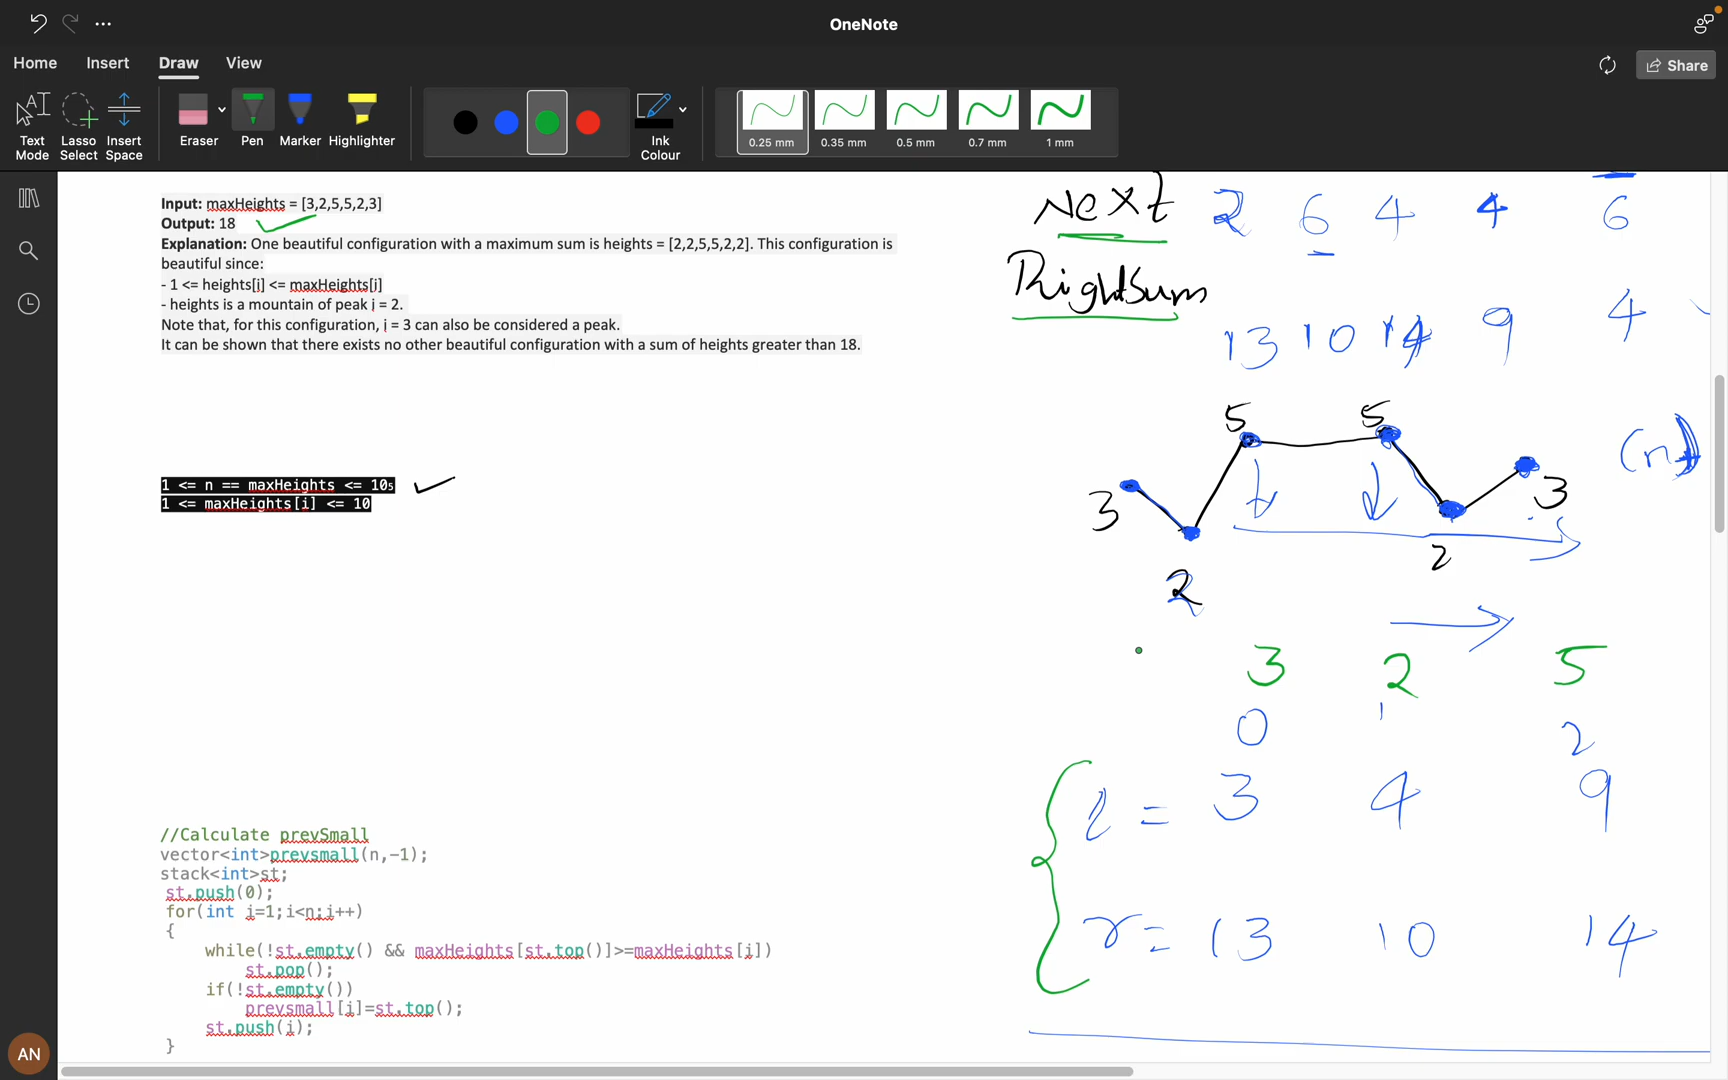 OneNote
Home Insert Draw View
Share
Text Mode
Lasso Select
Insert Space
Eraser
Pen
Marker
Highlighter
Ink Colour
0.25 mm
0.35 mm
0.5 mm
0.7 mm
1 mm
Input: maxHeights = [3,2,5,5,2,3]
Output: 18
Explanation: One beautiful configuration with a maximum sum is heights = [2,2,5,5,2,2]. This configuration is
beautiful since:
- 1 <= heights[i] <= maxHeights[i]
- heights is a mountain of peak i = 2.
Note that, for this configuration, i = 3 can also be considered a peak.
It can be shown that there exists no other beautiful configuration with a sum of heights greater than 18.
1 <= n == maxHeights <= 10s
1 <= maxHeights[i] <= 10
//Calculate prevSmall
vector<int>prevsmall(n,-1);
stack<int>st;
st.push(0);
for(int i=1;i<n;i++)
{
while(!st.empty() && maxHeights[st.top()]>=maxHeights[i])
st.pop();
if(!st.empty())
prevsmall[i]=st.top();
st.push(i);
}
Next 2 6 4 4 6
RightSum
13 10 14 9 4
5 5
3 3
2 2
3 2 5
0 1 2
l = 3 4 9
r = 13 10 14
AN